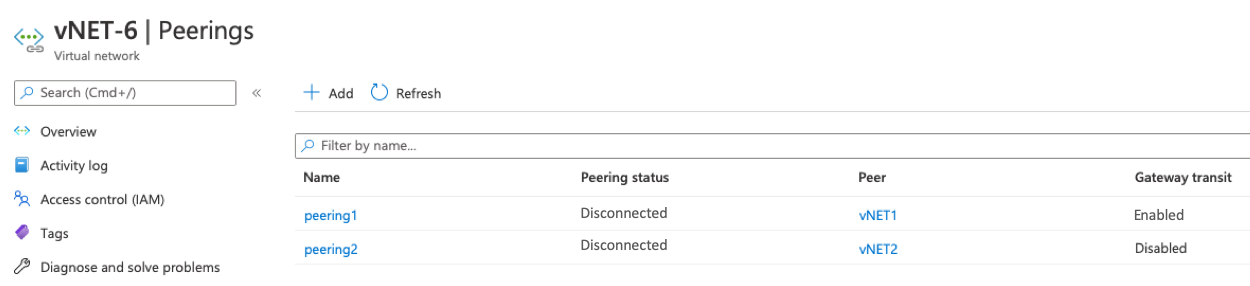 vNET-6 | Peerings
Virtual network
Search (Cmd+/)
«
Overview
Activity log
Access control (IAM)
Tags
Diagnose and solve problems
Add Refresh
Filter by name...
Name Peering status Peer Gateway transit
peering1 Disconnected vNET1 Enabled
peering2 Disconnected vNET2 Disabled